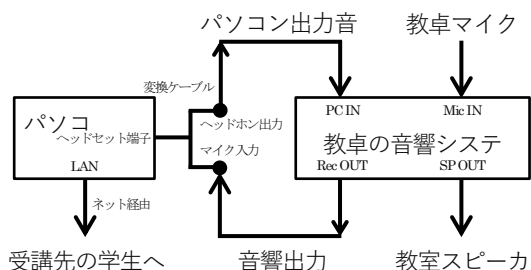 パソコン出力音
教卓マイク
変換ケーブル
パソコ
ヘッドセット端子
LAN
ヘッドホン出力
マイク入力
PC IN
Mic IN
教卓の音響システ
Rec OUT
SP OUT
ネット経由
受講先の学生へ
音響出力
教室スピーカ